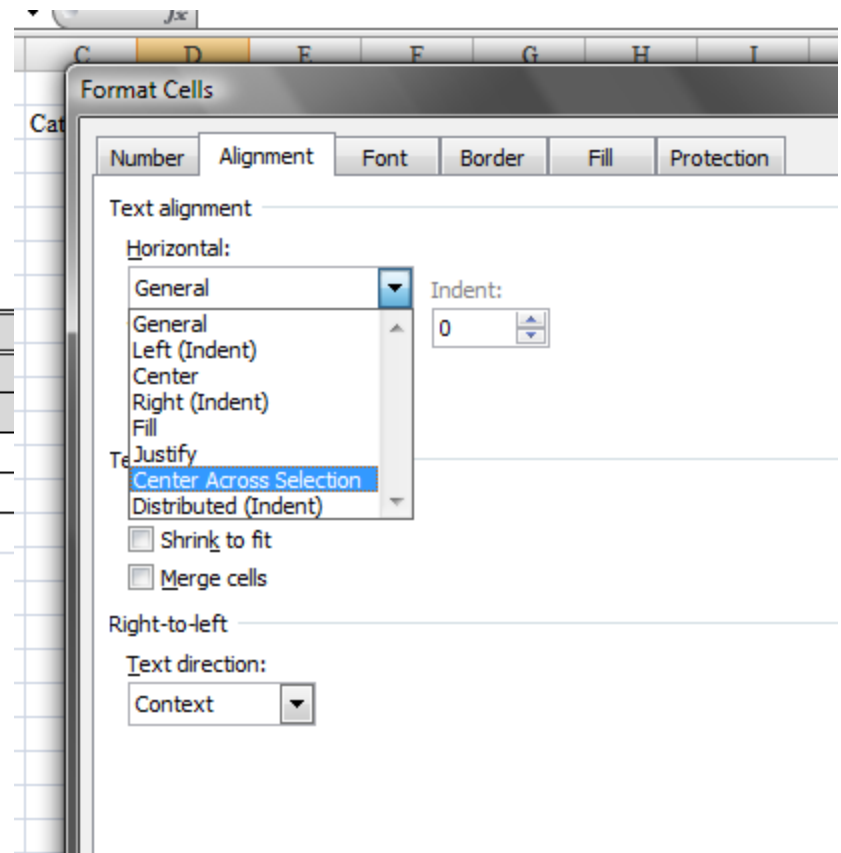 fx
C D E F G H I
Format Cells
Cat
Number Alignment Font Border Fill Protection
Text alignment
Horizontal:
General
Indent:
General
0
Left (Indent)
Center
Right (Indent)
Fill
Justify
Te
Center Across Selection
Distributed (Indent)
Shrink to fit
Merge cells
Right-to-left
Text direction:
Context